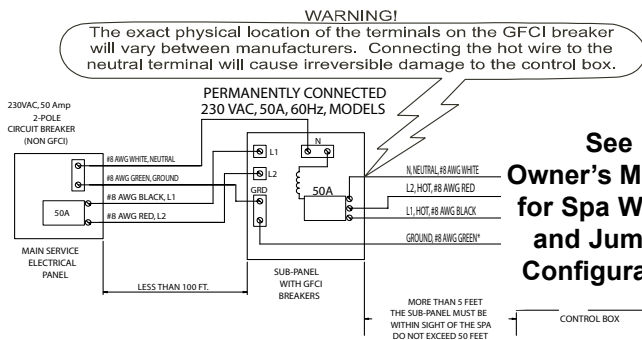 WARNING!
The exact physical location of the terminals on the GFCI breaker
will vary between manufacturers. Connecting the hot wire to the
neutral terminal will cause irreversible damage to the control box.
PERMANENTLY CONNECTED
230 VAC, 50A, 60Hz, MODELS
230VAC, 50 Amp
2-POLE
CIRCUIT BREAKER
(NON GFCI)
#8 AWG WHITE, NEUTRAL
#8 AWG GREEN, GROUND
#8 AWG BLACK, L1
#8 AWG RED, L2
50A
MAIN SERVICE
ELECTRICAL
PANEL
LESS THAN 100 FT.
L1
L2
GRD
N
50A
SUB-PANEL
WITH GFCI
BREAKERS
N, NEUTRAL, #8 AWG WHITE
L2, HOT, #8 AWG RED
L1, HOT, #8 AWG BLACK
GROUND, #8 AWG GREEN*
See
Owner's M
for Spa W
and Jum
Configura
MORE THAN 5 FEET
THE SUB-PANEL MUST BE
WITHIN SIGHT OF THE SPA
DO NOT EXCEED 50 FEET
CONTROL BOX